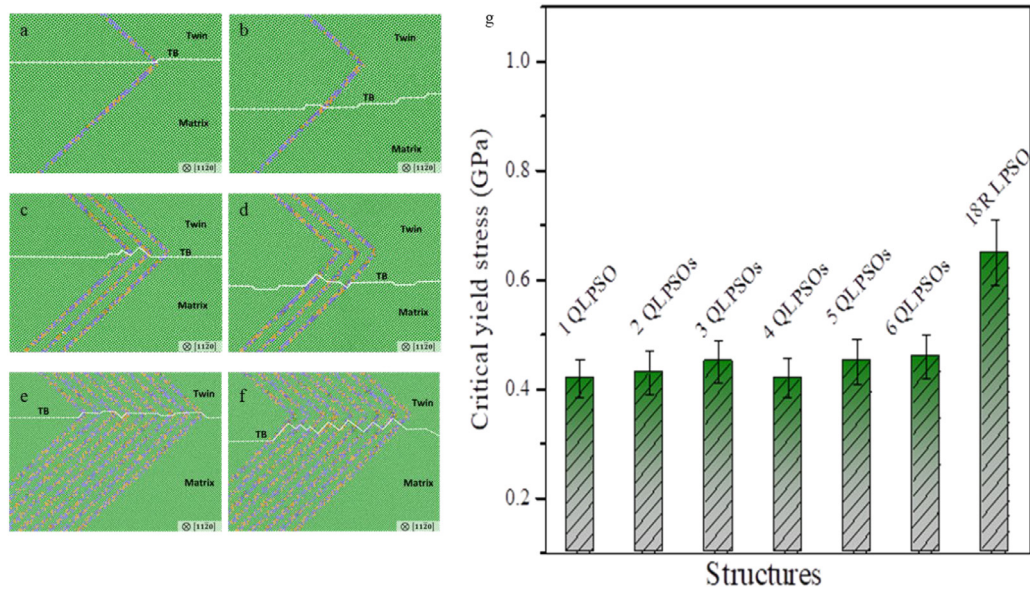 a
Twin
TB
Matrix
⊗ [112̄0]
b
Twin
TB
Matrix
⊗ [112̄0]
c
Twin
TB
Matrix
⊗ [112̄0]
d
Twin
TB
Matrix
⊗ [112̄0]
e
Twin
TB
Matrix
⊗ [112̄0]
f
Twin
TB
Matrix
⊗ [112̄0]
g
Critical yield stress (GPa)
1.0
0.8
0.6
0.4
0.2
1 QLPSO
2 QLPSOs
3 QLPSOs
4 QLPSOs
5 QLPSOs
6 QLPSOs
18R LPSO
Structures